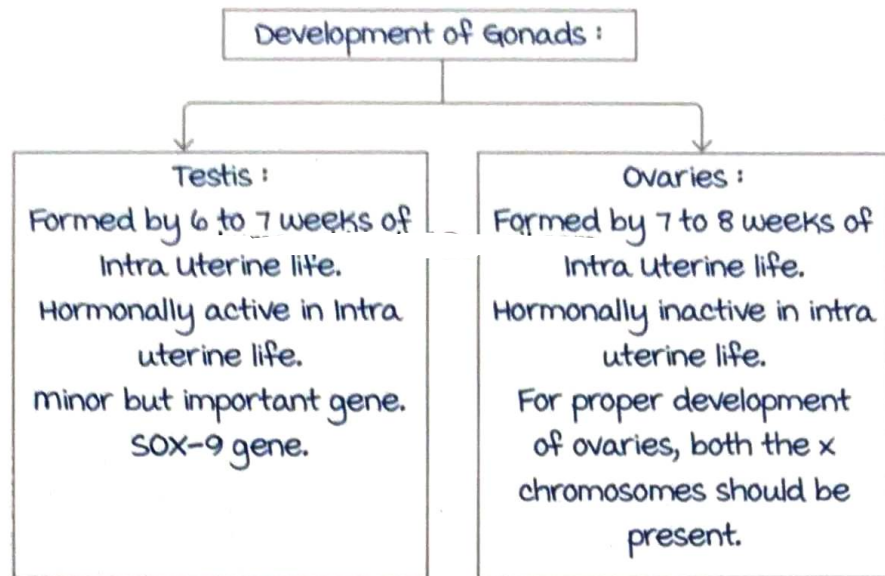 Development of Gonads :
Testis :
Formed by 6 to 7 weeks of
Intra Uterine life.
Hormonally active in Intra
uterine life.
minor but important gene.
SOX-9 gene.
Ovaries :
Formed by 7 to 8 weeks of
Intra Uterine life.
Hormonally inactive in intra
uterine life.
For proper development
of ovaries, both the x
chromosomes should be
present.